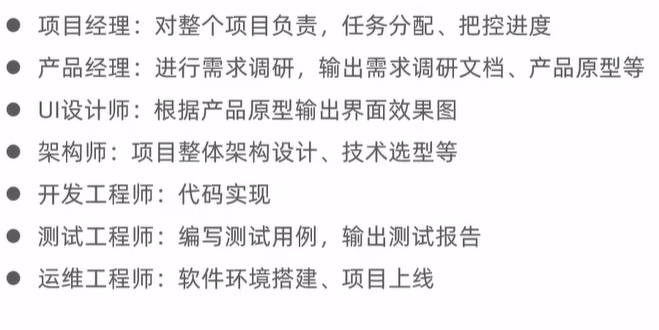 ● 项目经理：对整个项目负责，任务分配、把控进度
● 产品经理：进行需求调研，输出需求调研文档、产品原型等
● UI设计师：根据产品原型输出界面效果图
● 架构师：项目整体架构设计、技术选型等
● 开发工程师：代码实现
● 测试工程师：编写测试用例，输出测试报告
● 运维工程师：软件环境搭建、项目上线